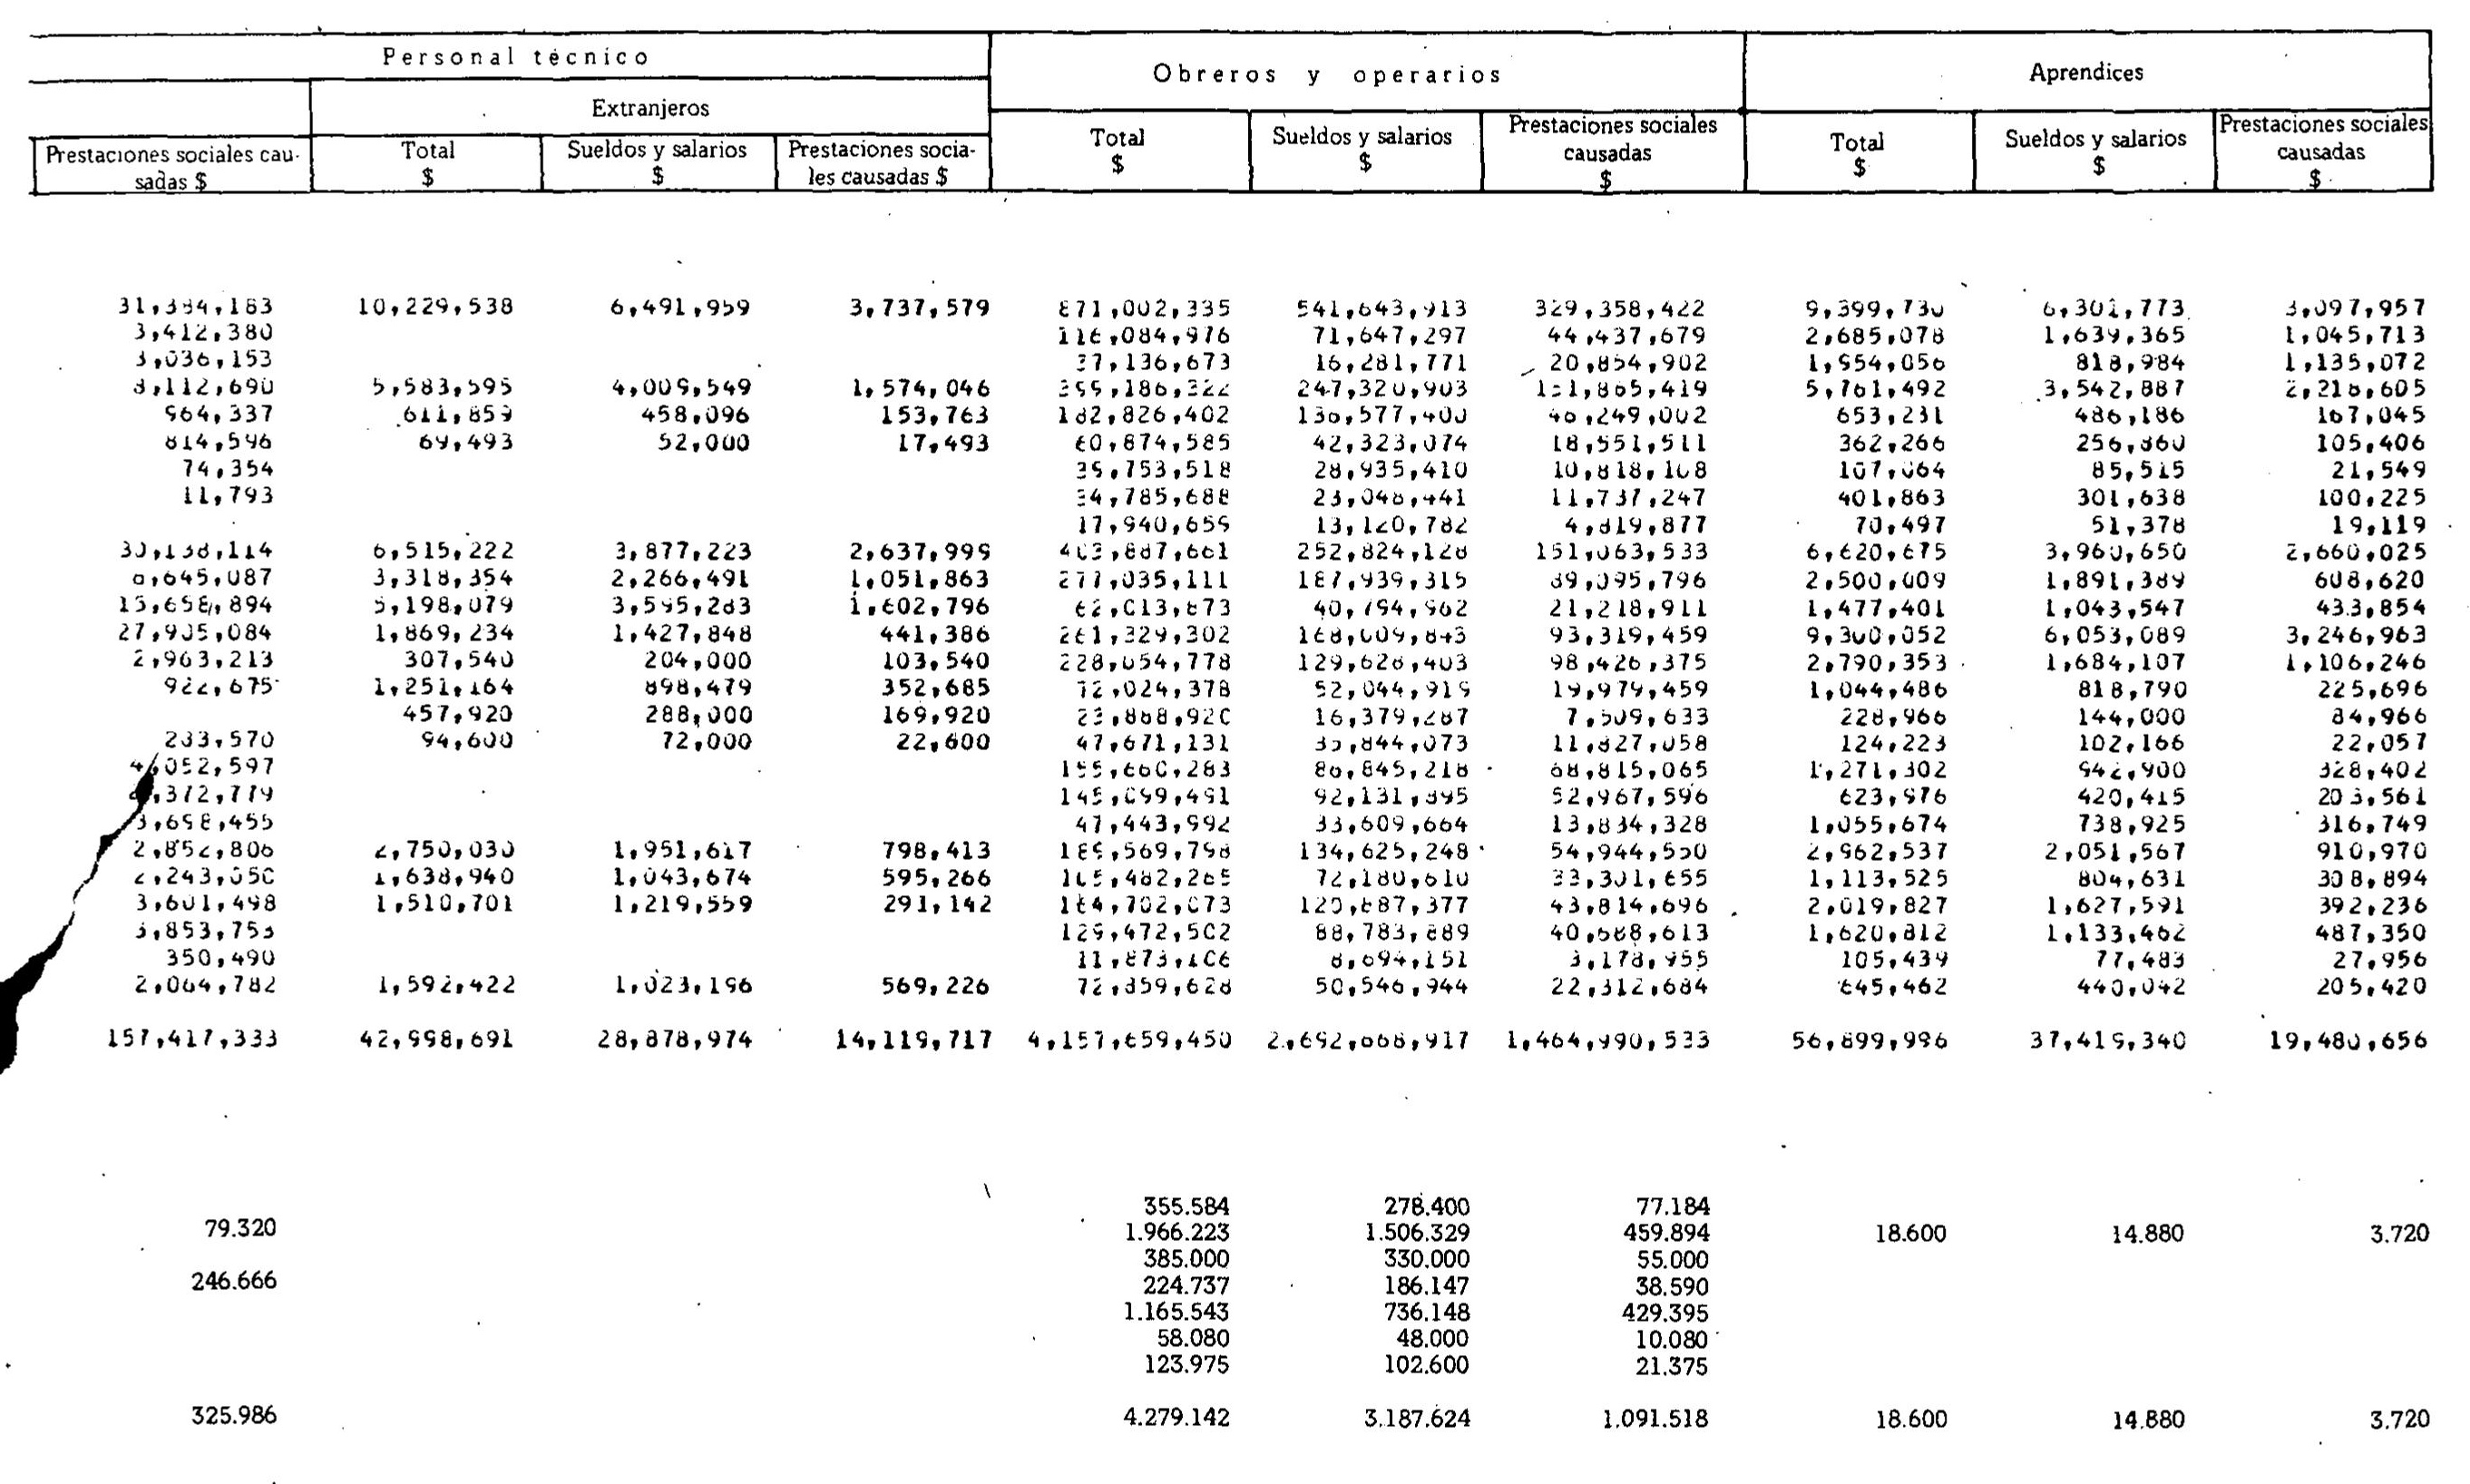 Personal técnico
Obreros y operarios
Aprendices
Extranjeros
Prestaciones sociales causadas $
Total $
Sueldos y salarios $
Prestaciones sociales causadas $
Total $
Sueldos y salarios $
Prestaciones sociales causadas $
Total $
Sueldos y salarios $
Prestaciones sociales causadas $
10,229,538 6,491,959 3,737,579 871,002,335 541,643,913 329,358,422 9,399,730 6,301,773 3,097,957
3,412,380 116,084,976 71,647,297 44,437,679 2,685,078 1,639,365 1,045,713
3,036,153 37,136,673 16,281,771 20,854,902 1,954,056 818,984 1,135,072
8,112,690 5,583,595 4,009,549 1,574,046 399,186,322 247,320,903 151,865,419 5,761,492 3,542,887 2,218,605
964,337 611,859 458,096 153,763 182,826,402 136,577,400 46,249,002 653,231 486,186 167,045
814,596 69,493 52,000 17,493 60,874,585 42,323,074 18,551,511 362,266 256,860 105,406
74,354 39,753,518 28,935,410 10,818,108 107,064 85,515 21,549
11,793 34,785,688 23,048,441 11,737,247 401,863 301,638 100,225
17,940,659 13,120,782 4,819,877 70,497 51,378 19,119
30,138,114 6,515,222 3,877,223 2,637,999 403,887,661 252,824,128 151,063,533 6,620,675 3,960,650 2,660,025
3,318,354 2,266,491 1,051,863 277,035,111 187,939,315 89,095,796 2,500,009 1,891,389 608,620
15,658,894 5,198,079 3,595,283 1,602,796 62,013,873 40,794,962 21,218,911 1,477,401 1,043,547 433,854
27,905,084 1,869,234 1,427,848 441,386 261,329,302 168,009,843 93,319,459 9,300,052 6,053,089 3,246,963
2,963,213 307,540 204,000 103,540 228,054,778 129,628,403 98,426,375 2,790,353 1,684,107 1,106,246
922,675 1,251,164 898,479 352,685 72,024,378 52,044,919 19,979,459 1,044,486 818,790 225,696
457,920 288,000 169,920 23,888,920 16,379,287 7,509,633 228,966 144,000 84,966
233,570 94,600 72,000 22,600 47,671,131 35,844,073 11,827,058 124,223 102,166 22,057
4,052,597 155,660,283 86,845,218 68,815,065 1,271,302 942,900 328,402
145,099,491 92,131,895 52,967,596 623,976 420,415 203,561
3,698,455 47,443,992 33,609,664 13,834,328 1,055,674 738,925 316,749
2,852,806 2,750,030 1,951,617 798,413 189,569,798 134,625,248 54,944,550 2,962,537 2,051,567 910,970
2,243,050 1,638,940 1,043,674 595,266 105,482,265 72,180,610 33,301,655 1,113,525 804,631 308,894
3,601,498 1,510,701 1,219,559 291,142 164,702,073 120,887,377 43,814,696 2,019,827 1,627,591 392,236
3,853,753 129,472,502 88,783,889 40,688,613 1,620,812 1,133,462 487,350
350,490 11,873,106 8,694,151 3,178,955 105,439 77,483 27,956
2,064,782 1,592,422 1,023,196 569,226 72,859,628 50,546,944 22,312,684 645,462 440,042 205,420
157,417,333 42,998,691 28,878,974 14,119,717 4,157,659,450 2,692,668,917 1,464,990,533 56,899,996 37,419,340 19,480,656
355.584 278.400 77.184
79.320 1.966.223 1.506.329 459.894 18.600 14.880 3.720
385.000 330.000 55.000
246.666 224.737 186.147 38.590
1.165.543 736.148 429.395
58.080 48.000 10.080
123.975 102.600 21.375
325.986 4.279.142 3.187.624 1.091.518 18.600 14.880 3.720